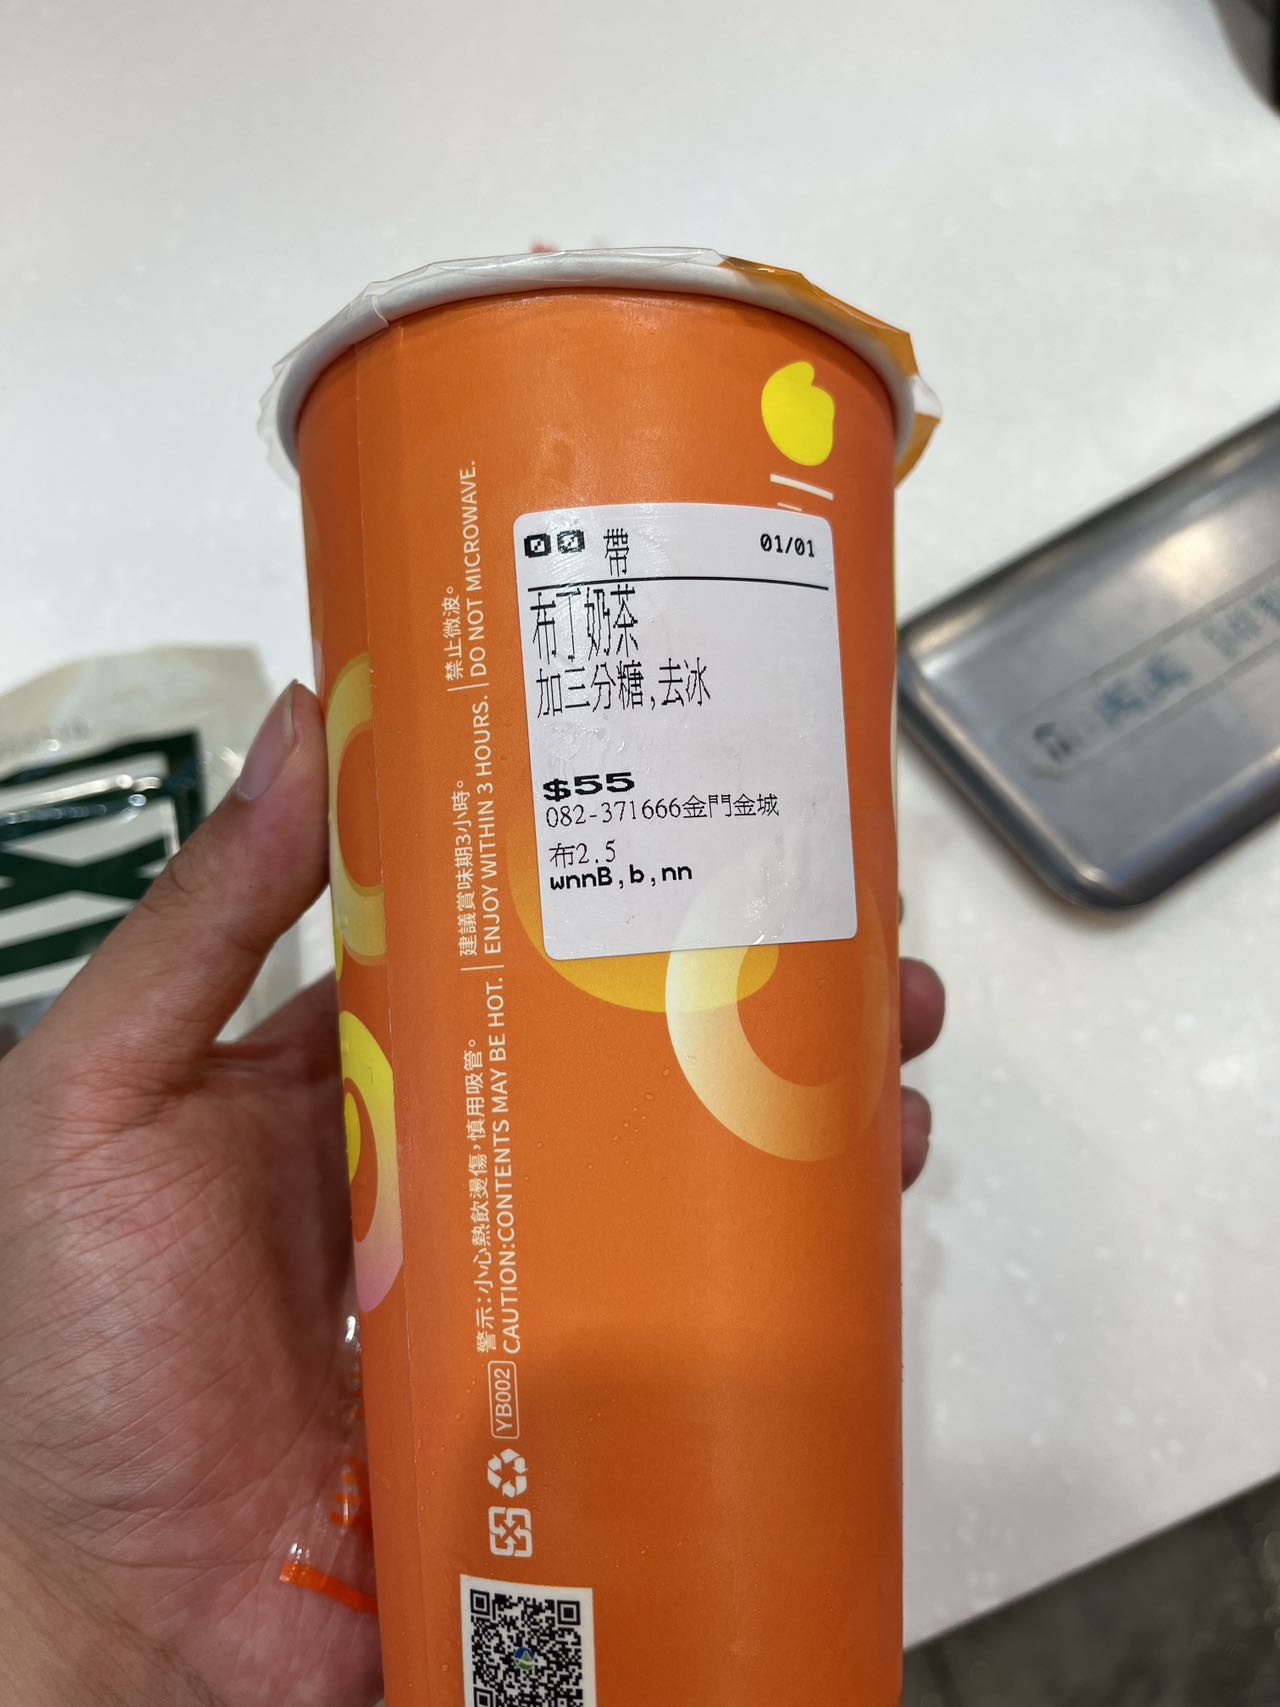 00 帶 01/01
布丁奶茶
加三分糖,去冰
$55
082-371666金門金城
布2.5
wnnB,b,nn
警示:小心熱飲燙傷,慎用吸管。 | 建議賞味期3小時。 | 禁止微波。
CAUTION:CONTENTS MAY BE HOT. | ENJOY WITHIN 3 HOURS. | DO NOT MICROWAVE.
YB002